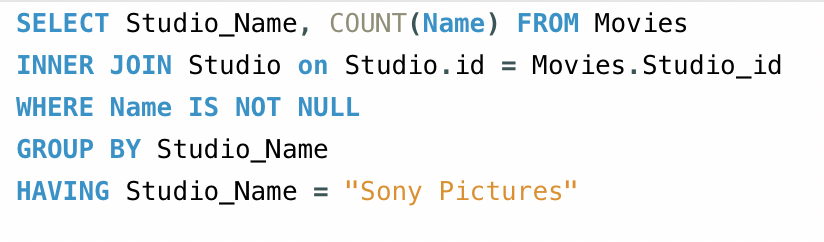 SELECT Studio_Name, COUNT(Name) FROM Movies
INNER JOIN Studio on Studio.id = Movies.Studio_id
WHERE Name IS NOT NULL
GROUP BY Studio_Name
HAVING Studio_Name = "Sony Pictures"